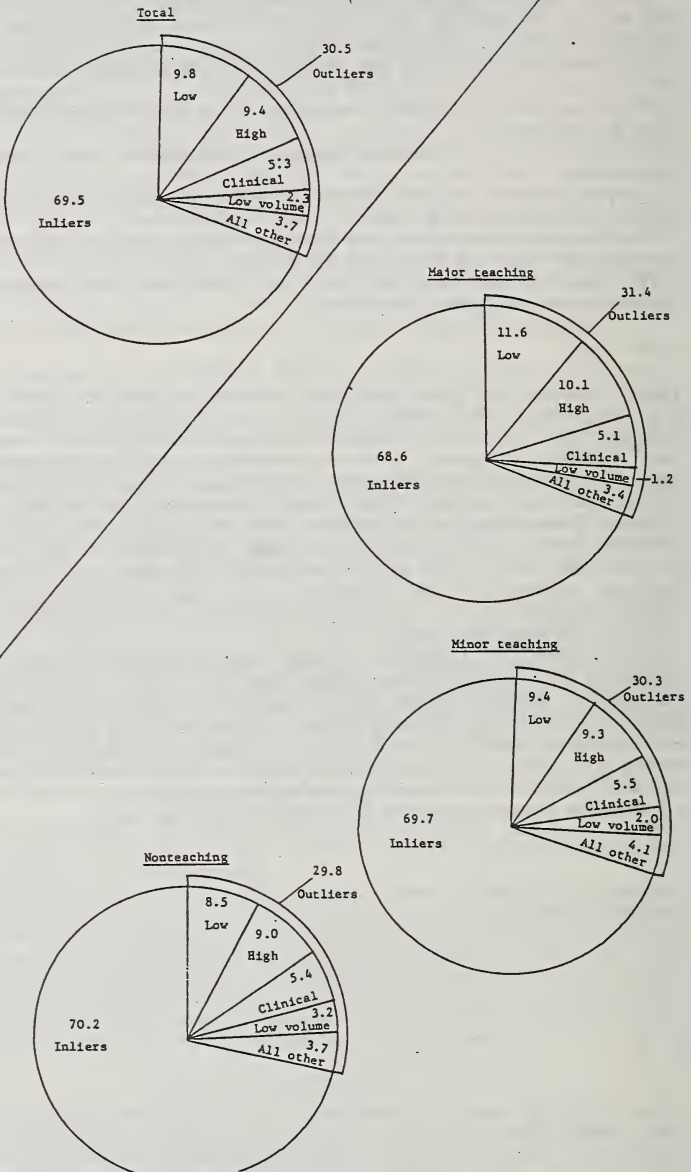 Total
30.5
Outliers
9.8
Low
9.4
High
5.3
Clinical
2.3
Low volume
3.7
All other
69.5
Inliers
Major teaching
31.4
Outliers
11.6
Low
10.1
High
5.1
Clinical
Low volume
1.2
All other
3.4
68.6
Inliers
Minor teaching
30.3
Outliers
9.4
Low
9.3
High
5.5
Clinical
2.0
Low volume
4.1
All other
69.7
Inliers
Nonteaching
29.8
Outliers
8.5
Low
9.0
High
5.4
Clinical
3.2
Low volume
3.7
All other
70.2
Inliers